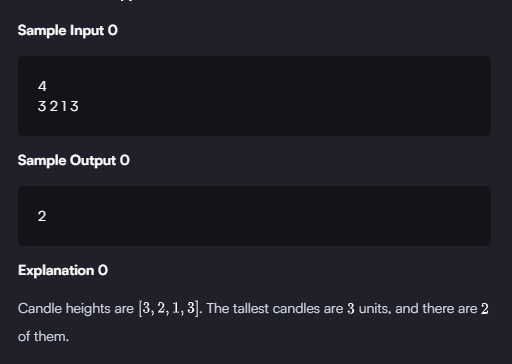 Sample Input 0
4
3 2 1 3
Sample Output 0
2
Explanation 0
Candle heights are [3, 2, 1, 3]. The tallest candles are 3 units, and there are 2
of them.